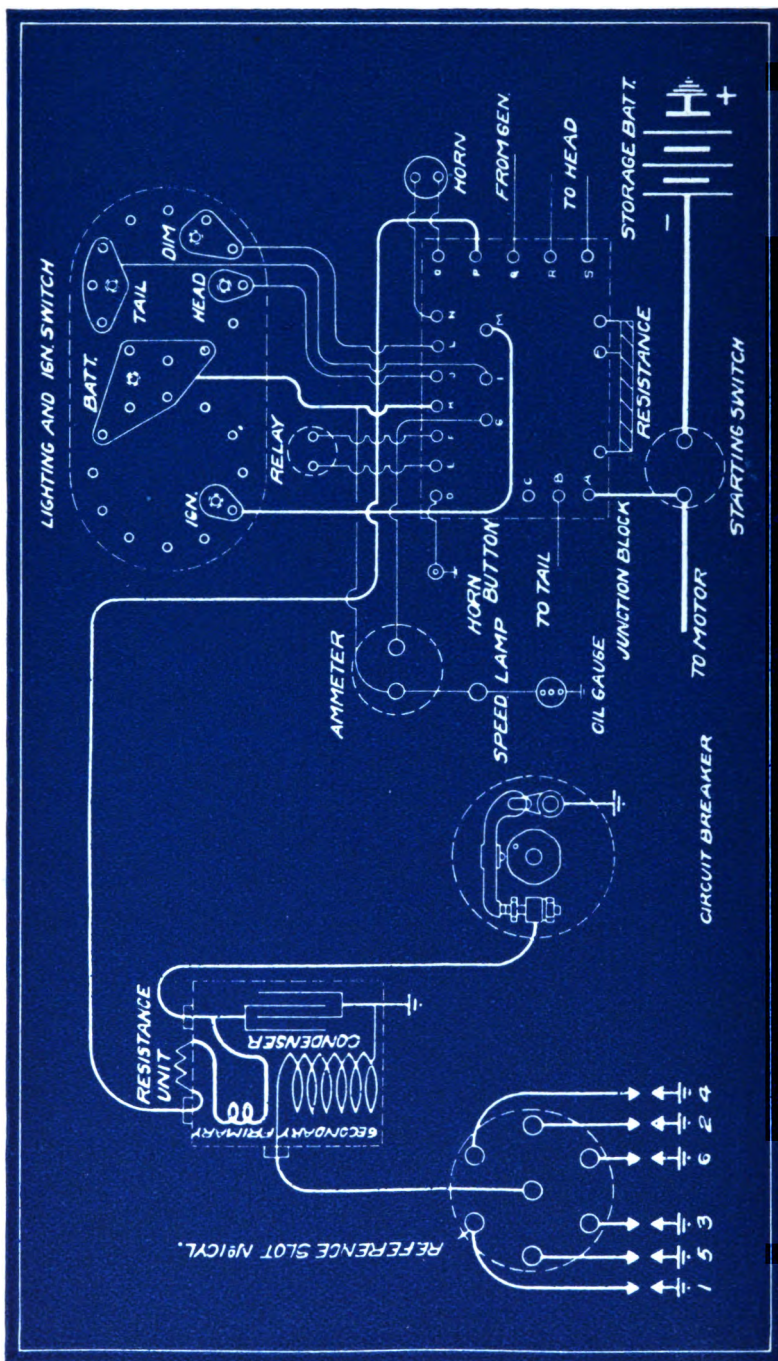 LIGHTING AND IGN. SWITCH
TAIL
DIM
HEAD
BATT.
IGN.
RELAY
HORN
FROM GEN.
TO HEAD
STORAGE BATT.
+
-
O
P
Q
R
S
N
L
J
K
F
E
D
M
I
G
C
B
A
RESISTANCE
STARTING SWITCH
JUNCTION BLOCK
TO MOTOR
HORN
BUTTON
TO TAIL
AMMETER
SPEED LAMP
OIL GAUGE
CIRCUIT BREAKER
RESISTANCE
UNIT
CONDENSER
PRIMARY
SECONDARY
REFERENCE SLOT Nº1 CYL.
1
5
3
6
2
4